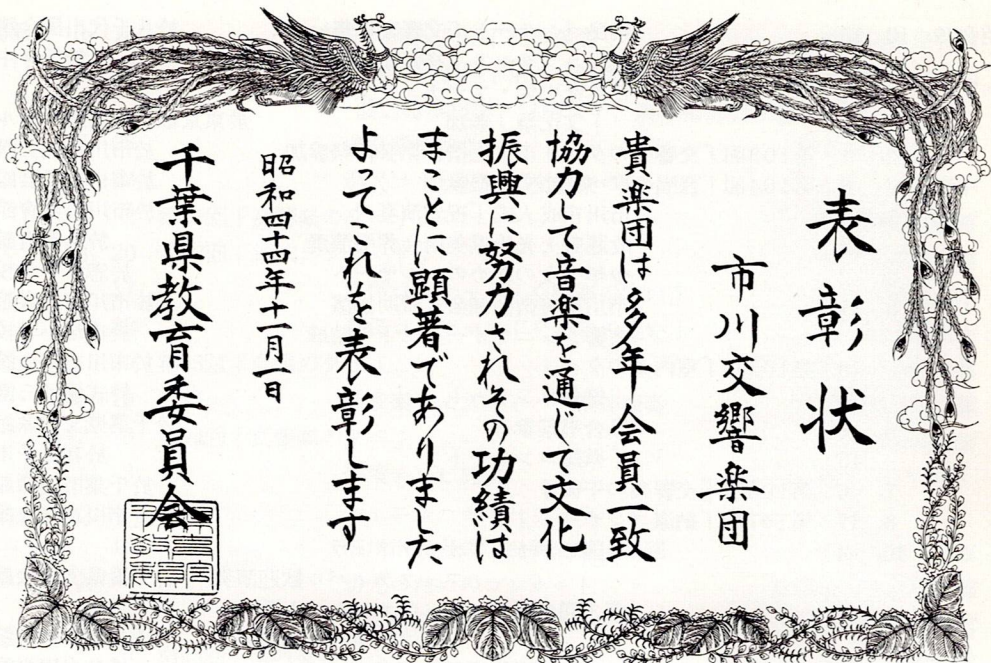 表彰状
市川交響楽団
貴楽団は多年会員一致
協力して音楽を通じて文化
振興に努力されその功績は
まことに顕著であります
よってこれを表彰します
昭和四十四年十一月一日
千葉県教育委員会